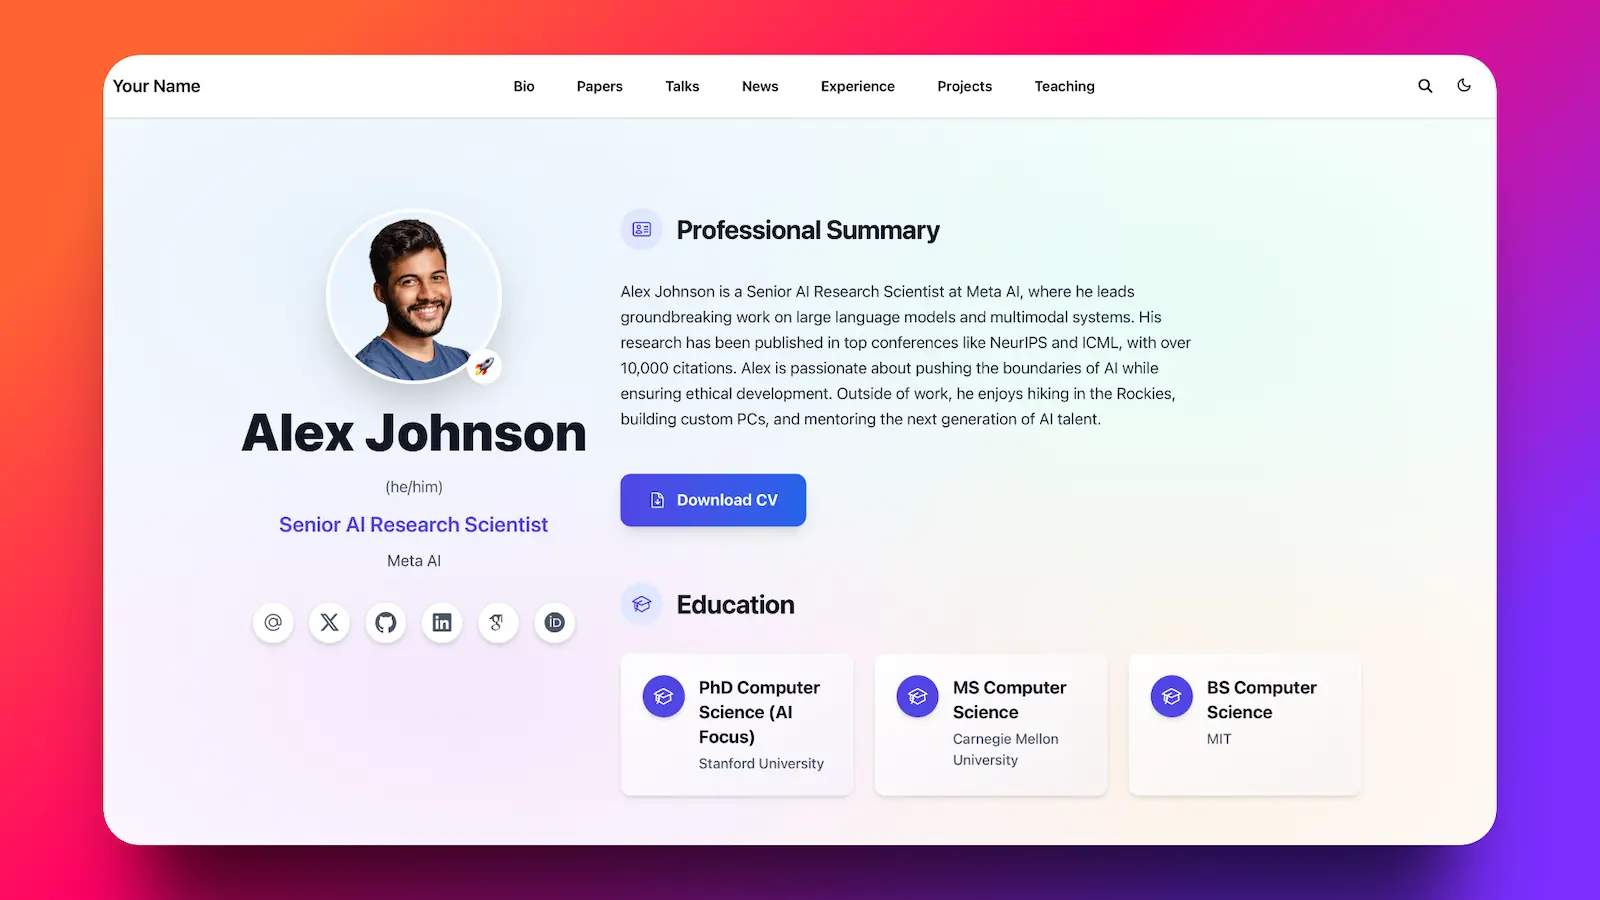 Your Name
Bio
Papers
Talks
News
Experience
Projects
Teaching
Alex Johnson
(he/him)
Senior AI Research Scientist
Meta AI
Professional Summary
Alex Johnson is a Senior AI Research Scientist at Meta AI, where he leads
groundbreaking work on large language models and multimodal systems. His
research has been published in top conferences like NeurIPS and ICML, with over
10,000 citations. Alex is passionate about pushing the boundaries of AI while
ensuring ethical development. Outside of work, he enjoys hiking in the Rockies,
building custom PCs, and mentoring the next generation of AI talent.
Download CV
Education
PhD Computer
Science (AI
Focus)
Stanford University
MS Computer
Science
Carnegie Mellon
University
BS Computer
Science
MIT